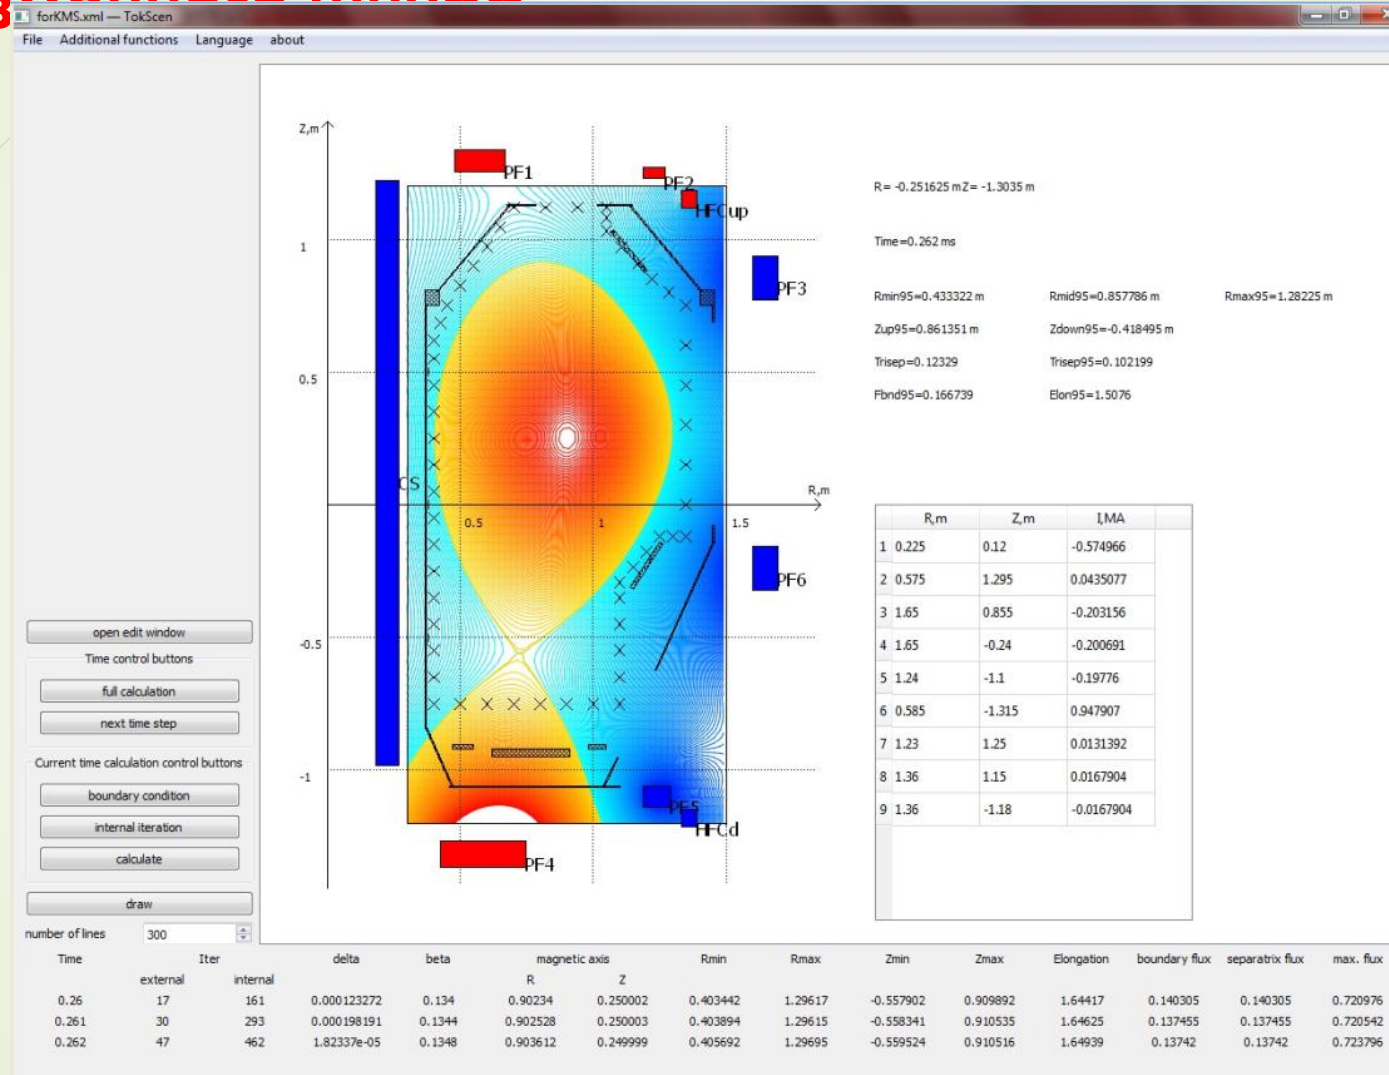 forKMS.xml — TokScen
File Additional functions Language about
Z,m
PF1
PF2
HFCup
R= -0.251625 mZ= -1.3035 m
Time=0.262 ms
1
PF3
Rmin95=0.433322 m Rmid95=0.857786 m Rmax95=1.28225 m
Zup95=0.861351 m Zdown95=-0.418495 m
Trisep=0.12329 Trisep95=0.102199
0.5
Fbnd95=0.166739 Elon95=1.5076
CS
R,m
0.5 1 1.5
R,m Z,m I,MA
1 0.225 0.12 -0.574966
2 0.575 1.295 0.0435077
3 1.65 0.855 -0.203156
4 1.65 -0.24 -0.200691
5 1.24 -1.1 -0.19776
6 0.585 -1.315 0.947907
7 1.23 1.25 0.0131392
8 1.36 1.15 0.0167904
9 1.36 -1.18 -0.0167904
PF6
-0.5
-1
PF5
HFCd
PF4
open edit window
Time control buttons
full calculation
next time step
Current time calculation control buttons
boundary condition
internal iteration
calculate
draw
number of lines 300
Time Iter delta beta magnetic axis Rmin Rmax Zmin Zmax Elongation boundary flux separatrix flux max. flux
external internal R Z
0.26 17 161 0.000123272 0.134 0.90234 0.250002 0.403442 1.29617 -0.557902 0.909892 1.64417 0.140305 0.140305 0.720976
0.261 30 293 0.000198191 0.1344 0.902528 0.250003 0.403894 1.29615 -0.558341 0.910535 1.64625 0.137455 0.137455 0.720542
0.262 47 462 1.82337e-05 0.1348 0.903612 0.249999 0.405692 1.29695 -0.559524 0.910516 1.64939 0.13742 0.13742 0.723796